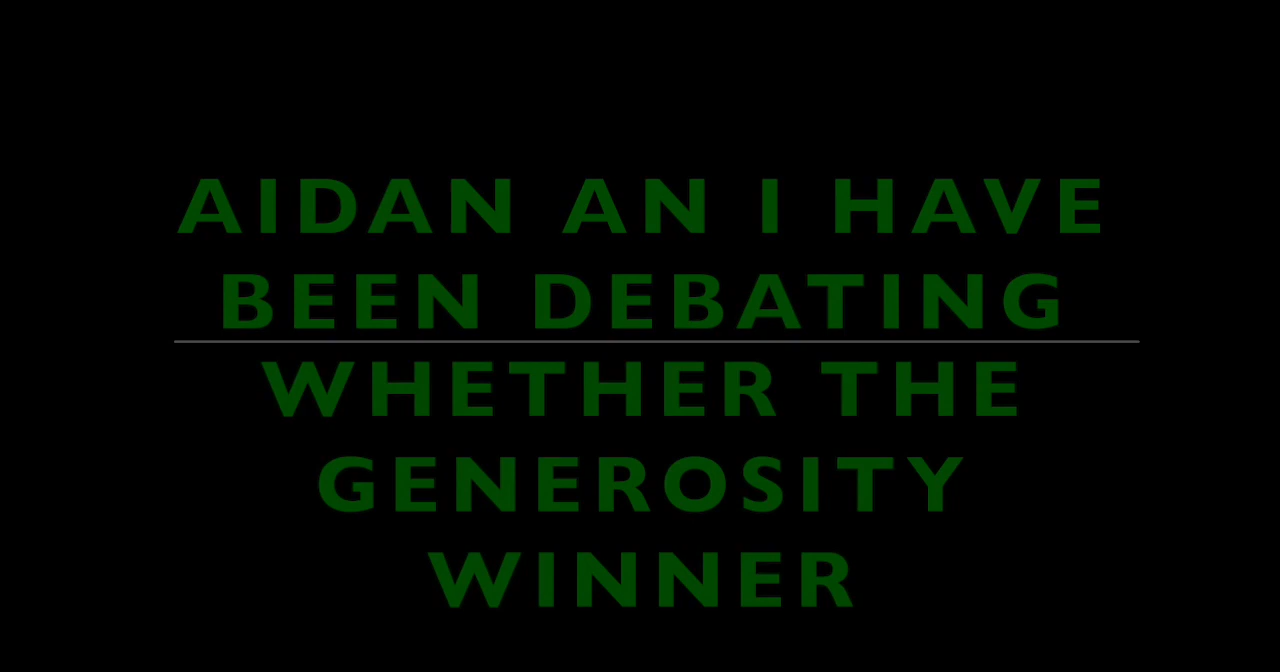 AIDAN AN I HAVE
BEEN DEBATING
WHETHER THE
GENEROSITY
WINNER